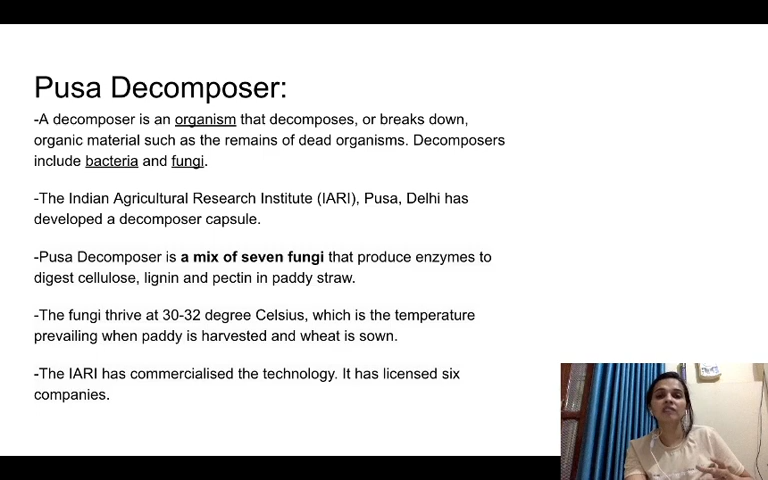 Pusa Decomposer:
-A decomposer is an organism that decomposes, or breaks down,
organic material such as the remains of dead organisms. Decomposers
include bacteria and fungi.
-The Indian Agricultural Research Institute (IARI), Pusa, Delhi has
developed a decomposer capsule.
-Pusa Decomposer is a mix of seven fungi that produce enzymes to
digest cellulose, lignin and pectin in paddy straw.
-The fungi thrive at 30-32 degree Celsius, which is the temperature
prevailing when paddy is harvested and wheat is sown.
-The IARI has commercialised the technology. It has licensed six
companies.